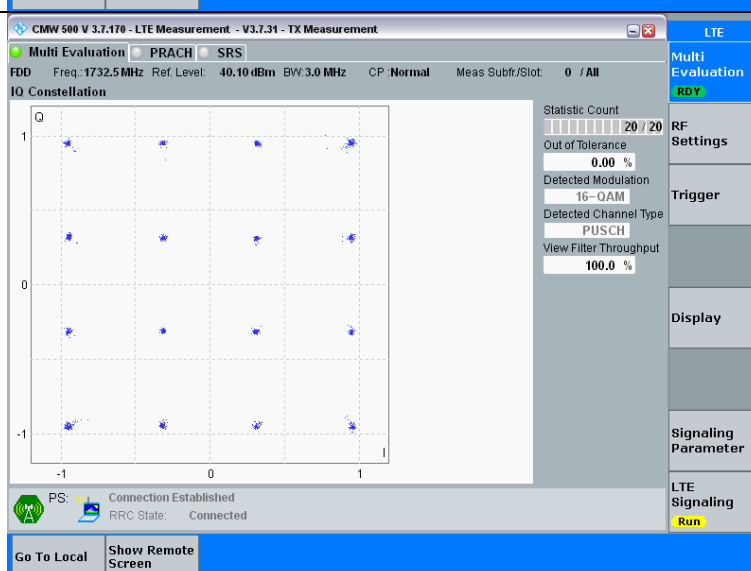 CMW 500 V 3.7.170 - LTE Measurement - V3.7.31 - TX Measurement
LTE
Multi Evaluation PRACH SRS
FDD Freq.:1732.5 MHz Ref. Level: 40.10 dBm BW:3.0 MHz CP :Normal Meas Subfr./Slot: 0 / All
IQ Constellation
Q
1
0
-1
-1 0 1
I
Statistic Count
20 / 20
Out of Tolerance
0.00 %
Detected Modulation
16-QAM
Detected Channel Type
PUSCH
View Filter Throughput
100.0 %
Multi
Evaluation
RDY
RF
Settings
Trigger
Display
Signaling
Parameter
LTE
Signaling
Run
PS: Connection Established
RRC State: Connected
Go To Local
Show Remote
Screen